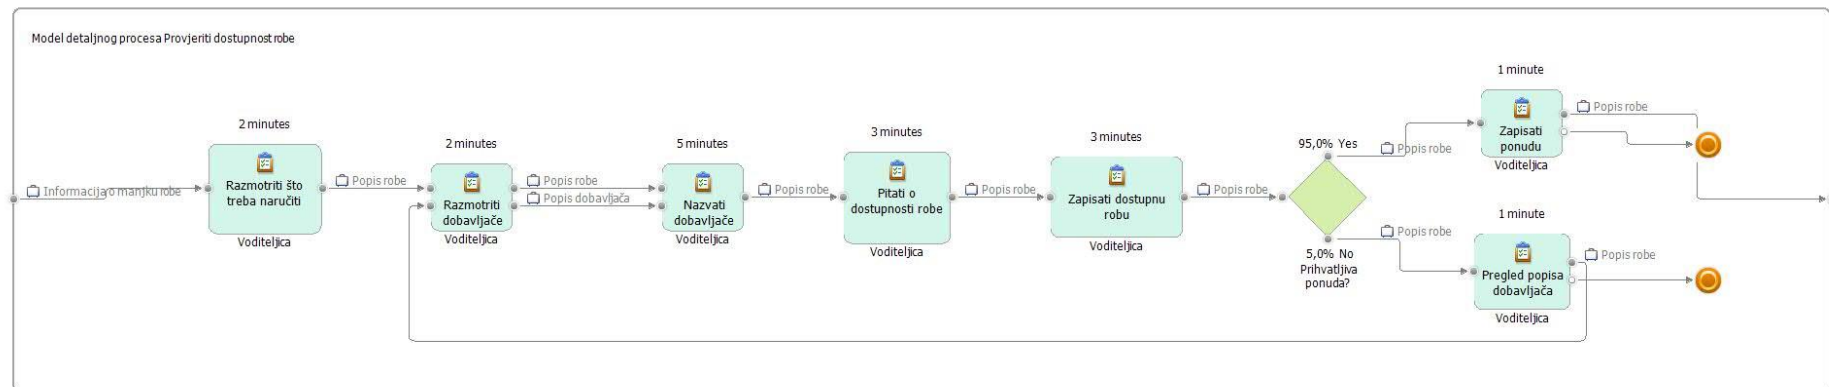 Model detaljnog procesa Provjeriti dostupnost robe
Informacija o manjku robe
2 minutes
Razmotriti što
treba naručiti
Voditeljica
Popis robe
2 minutes
Razmotriti
dobavljače
Voditeljica
Popis robe
Popis dobavljača
5 minutes
Nazvati
dobavljače
Voditeljica
Popis robe
3 minutes
Pitati o
dostupnosti robe
Voditeljica
Popis robe
3 minutes
Zapisati dostupnu
robu
Voditeljica
Popis robe
95,0% Yes
5,0% No
Prihvatljiva
ponuda?
Popis robe
1 minute
Zapisati
ponudu
Voditeljica
Popis robe
Popis robe
1 minute
Pregled popisa
dobavljača
Voditeljica
Popis robe